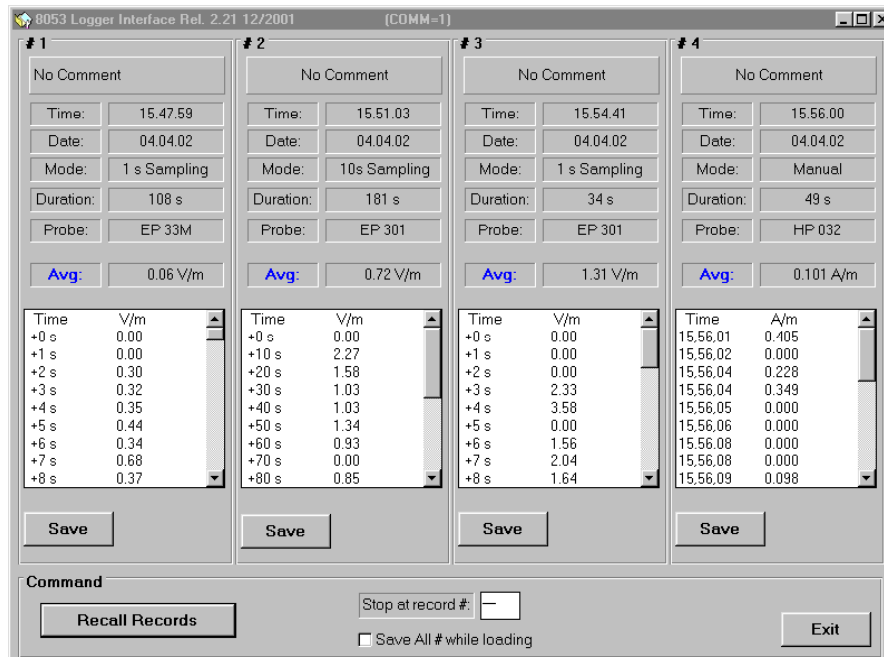 8053 Logger Interface Rel. 2.21 12/2001 (COMM=1)
# 1
No Comment
Time: 15.47.59
Date: 04.04.02
Mode: 1 s Sampling
Duration: 108 s
Probe: EP 33M
Avg: 0.06 V/m
Time V/m
+0 s 0.00
+1 s 0.00
+2 s 0.30
+3 s 0.32
+4 s 0.35
+5 s 0.44
+6 s 0.34
+7 s 0.68
+8 s 0.37
Save
# 2
No Comment
Time: 15.51.03
Date: 04.04.02
Mode: 10s Sampling
Duration: 181 s
Probe: EP 301
Avg: 0.72 V/m
Time V/m
+0 s 0.00
+10 s 2.27
+20 s 1.58
+30 s 1.03
+40 s 1.03
+50 s 1.34
+60 s 0.93
+70 s 0.00
+80 s 0.85
Save
# 3
No Comment
Time: 15.54.41
Date: 04.04.02
Mode: 1 s Sampling
Duration: 34 s
Probe: EP 301
Avg: 1.31 V/m
Time V/m
+0 s 0.00
+1 s 0.00
+2 s 0.00
+3 s 2.33
+4 s 3.58
+5 s 0.00
+6 s 1.56
+7 s 2.04
+8 s 1.64
Save
# 4
No Comment
Time: 15.56.00
Date: 04.04.02
Mode: Manual
Duration: 49 s
Probe: HP 032
Avg: 0.101 A/m
Time A/m
15,56,01 0.405
15,56,02 0.000
15,56,04 0.228
15,56,04 0.349
15,56,05 0.000
15,56,06 0.000
15,56,08 0.000
15,56,08 0.000
15,56,09 0.098
Save
Command
Recall Records
Stop at record #: —
Save All # while loading
Exit